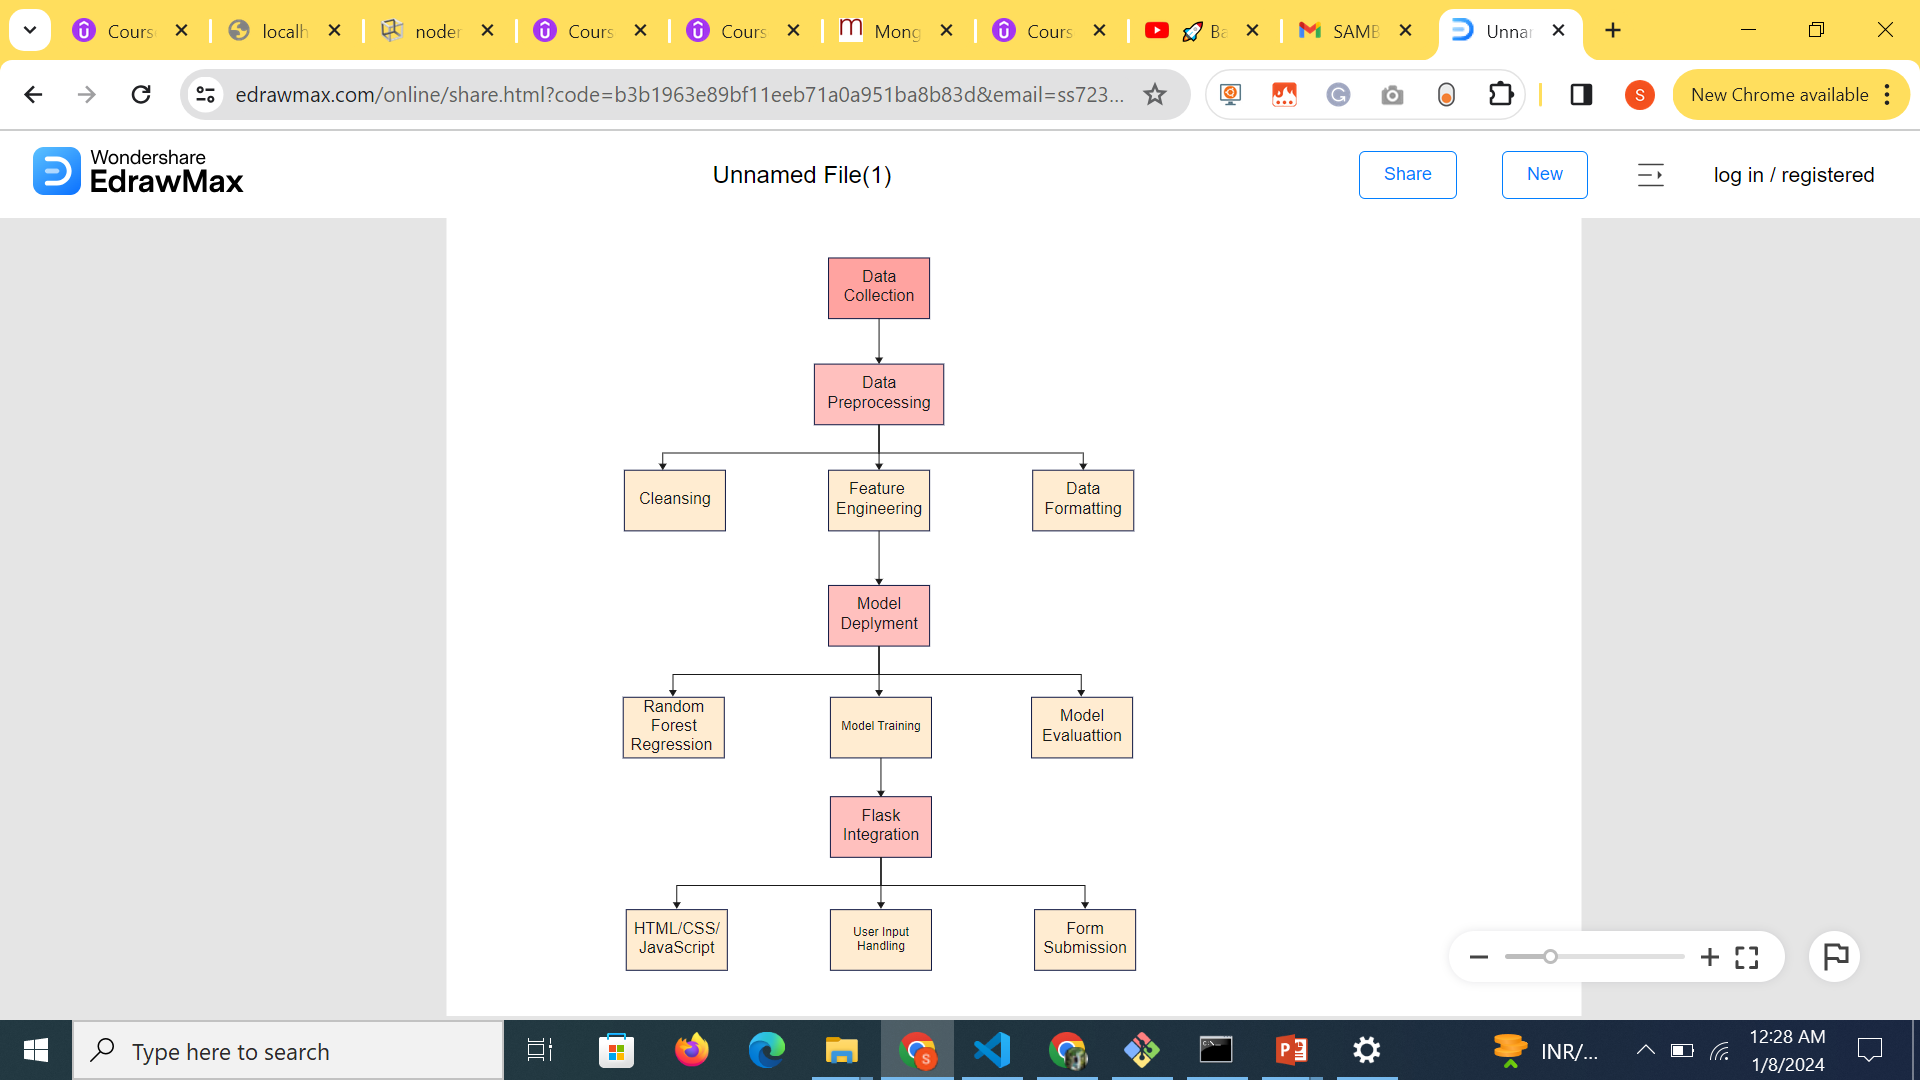 Cours
localh
noder
Cours
Cours
Mong
Cours
Ba
SAMB
Unnar
edrawmax.com/online/share.html?code=b3b1963e89bf11eeb71a0a951ba8b83d&email=ss723...
S
New Chrome available
Wondershare
EdrawMax
Unnamed File(1)
Share
New
log in / registered
Data
Collection
Data
Preprocessing
Cleansing
Feature
Engineering
Data
Formatting
Model
Deplyment
Random
Forest
Regression
Model Training
Model
Evaluattion
Flask
Integration
HTML/CSS/
JavaScript
User Input
Handling
Form
Submission
Type here to search
INR/...
12:28 AM
1/8/2024